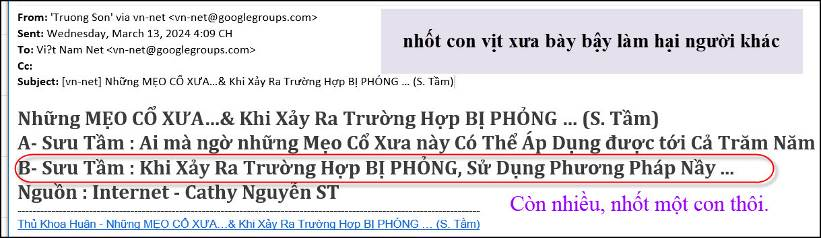 From: 'Truong Son' via vn-net <vn-net@googlegroups.com>
Sent: Wednesday, March 13, 2024 4:09 CH
To: Vi?t Nam Net <vn-net@googlegroups.com>
Cc:
Subject: [vn-net] Những MẸO CỔ XƯA...& Khi Xảy Ra Trường Hợp BỊ PHỎNG ... (S. Tầm)
nhốt con vịt xưa bày bậy làm hại người khác
Những MẸO CỔ XƯA...& Khi Xảy Ra Trường Hợp BỊ PHỎNG ... (S. Tầm)
A- Sưu Tầm : Ai mà ngờ những Mẹo Cổ Xưa này Có Thể Áp Dụng được tới Cả Trăm Năm
B- Sưu Tầm : Khi Xảy Ra Trường Hợp BỊ PHỎNG, Sử Dụng Phương Pháp Nầy ...
Nguồn : Internet - Cathy Nguyễn ST
Còn nhiều, nhốt một con thôi.
Thủ Khoa Huân - Những MẸO CỔ XƯA...& Khi Xảy Ra Trường Hợp BỊ PHỎNG ... (S. Tầm)